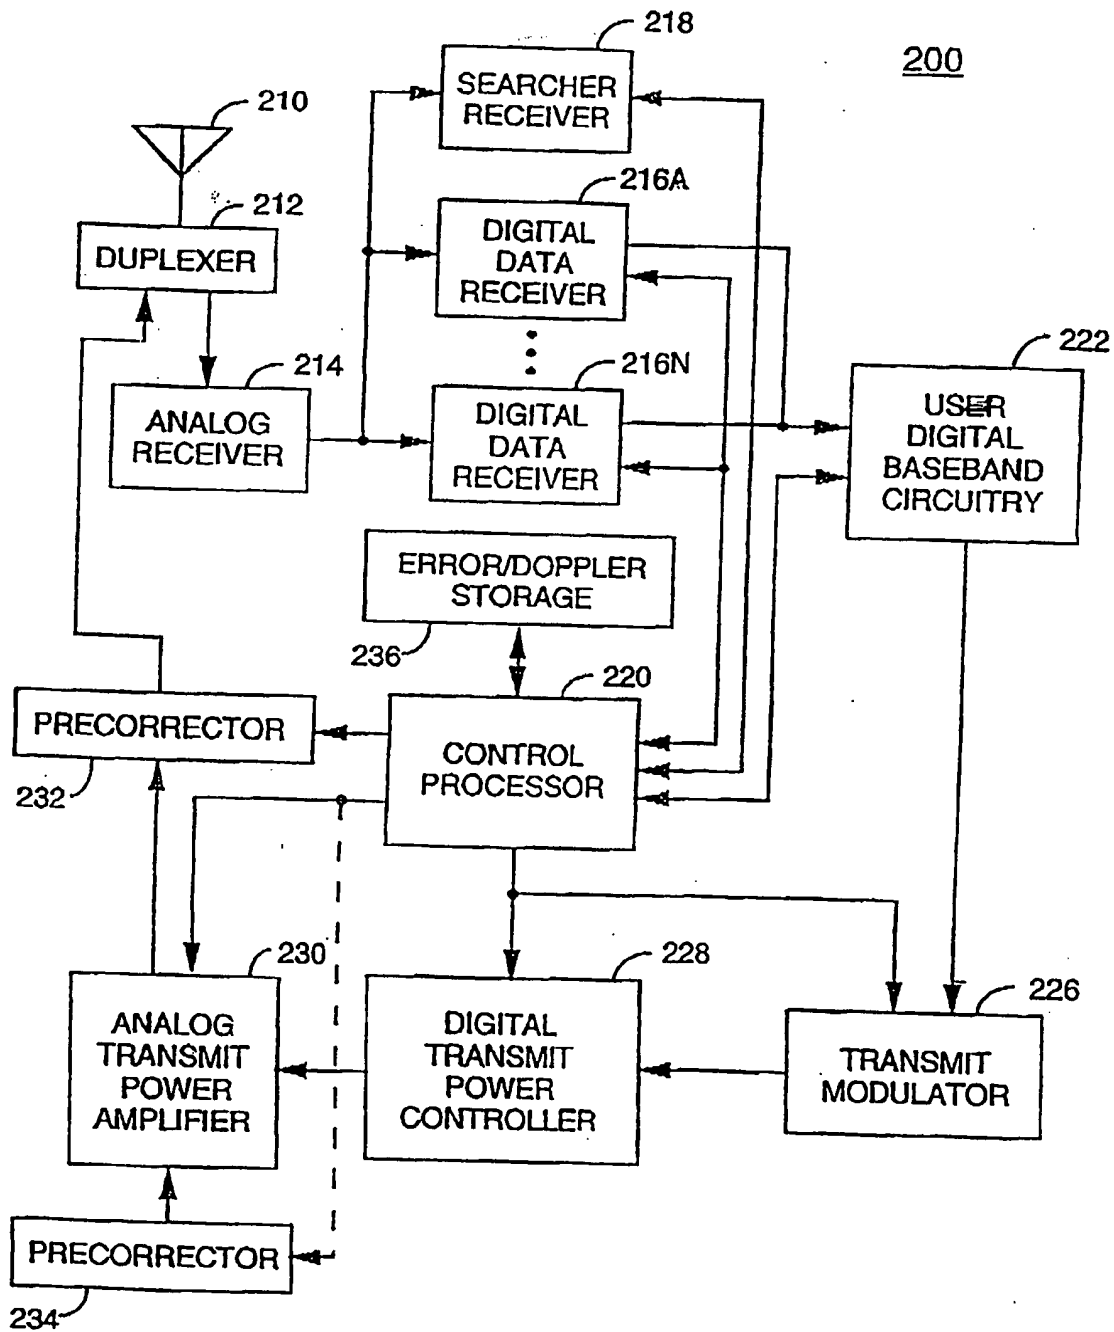 200
218
SEARCHER
RECEIVER
210
212
DUPLEXER
216A
DIGITAL
DATA
RECEIVER
214
ANALOG
RECEIVER
216N
DIGITAL
DATA
RECEIVER
222
USER
DIGITAL
BASEBAND
CIRCUITRY
ERROR/DOPPLER
STORAGE
236
220
CONTROL
PROCESSOR
PRECORRECTOR
232
230
ANALOG
TRANSMIT
POWER
AMPLIFIER
228
DIGITAL
TRANSMIT
POWER
CONTROLLER
226
TRANSMIT
MODULATOR
PRECORRECTOR
234